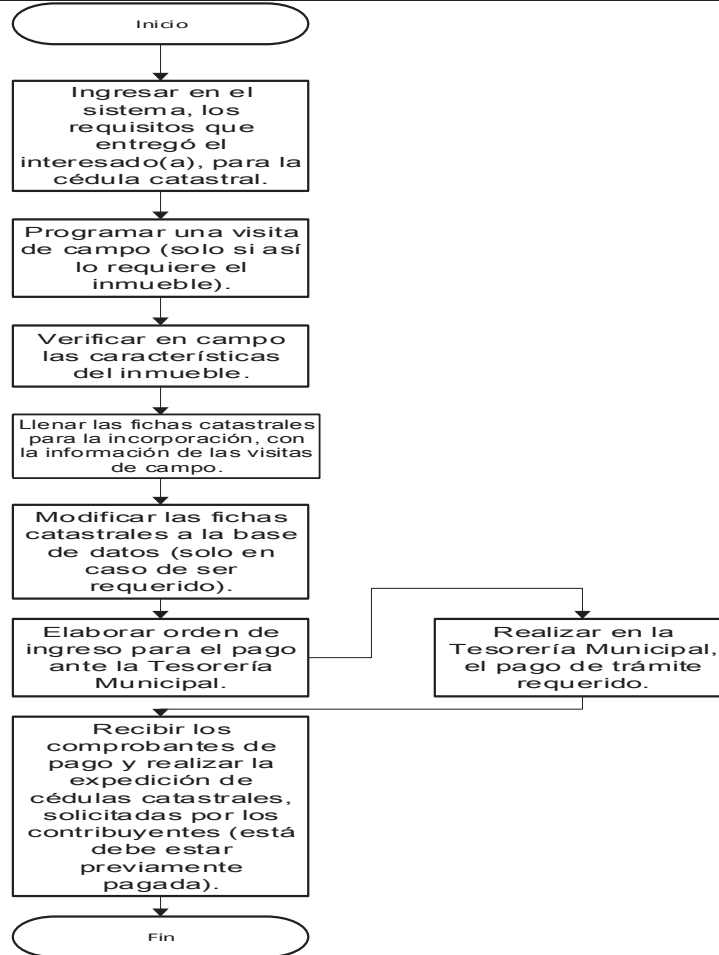 Inicio
Ingresar en el
sistema, los
requisitos que
entregó el
interesado(a), para la
cédula catastral.
Programar una visita
de campo (solo si así
lo requiere el
inmueble).
Verificar en campo
las características
del inmueble.
Llenar las fichas catastrales
para la incorporación, con
la información de las visitas
de campo.
Modificar las fichas
catastrales a la base
de datos (solo en
caso de ser
requerido).
Elaborar orden de
ingreso para el pago
ante la Tesorería
Municipal.
Realizar en la
Tesorería Municipal,
el pago de trámite
requerido.
Recibir los
comprobantes de
pago y realizar la
expedición de
cédulas catastrales,
solicitadas por los
contribuyentes (está
debe estar
previamente
pagada).
Fin